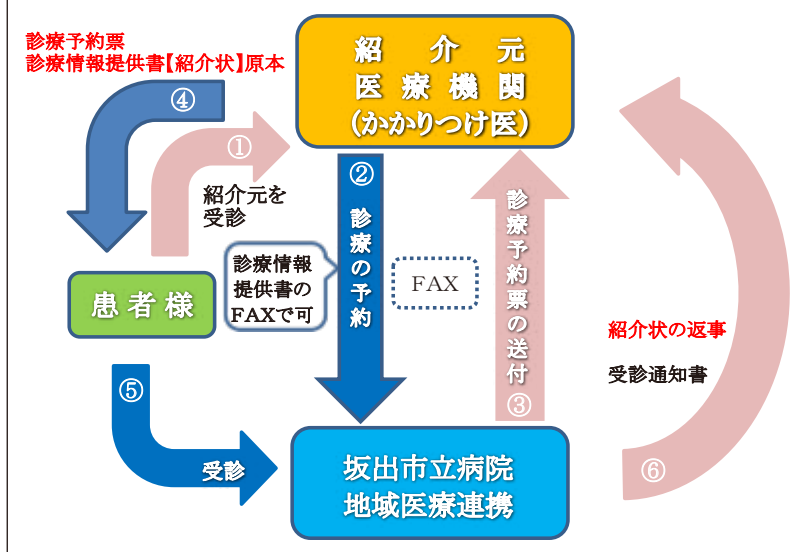 診療予約票
診療情報提供書【紹介状】原本
紹介元
医療機関
(かかりつけ医)
④
①
紹介元を
受診
②
診療の予約
診療情報
提供書の
FAXで可
FAX
診療予約票の送付
③
患者様
紹介状の返事
受診通知書
⑤
受診
坂出市立病院
地域医療連携
⑥